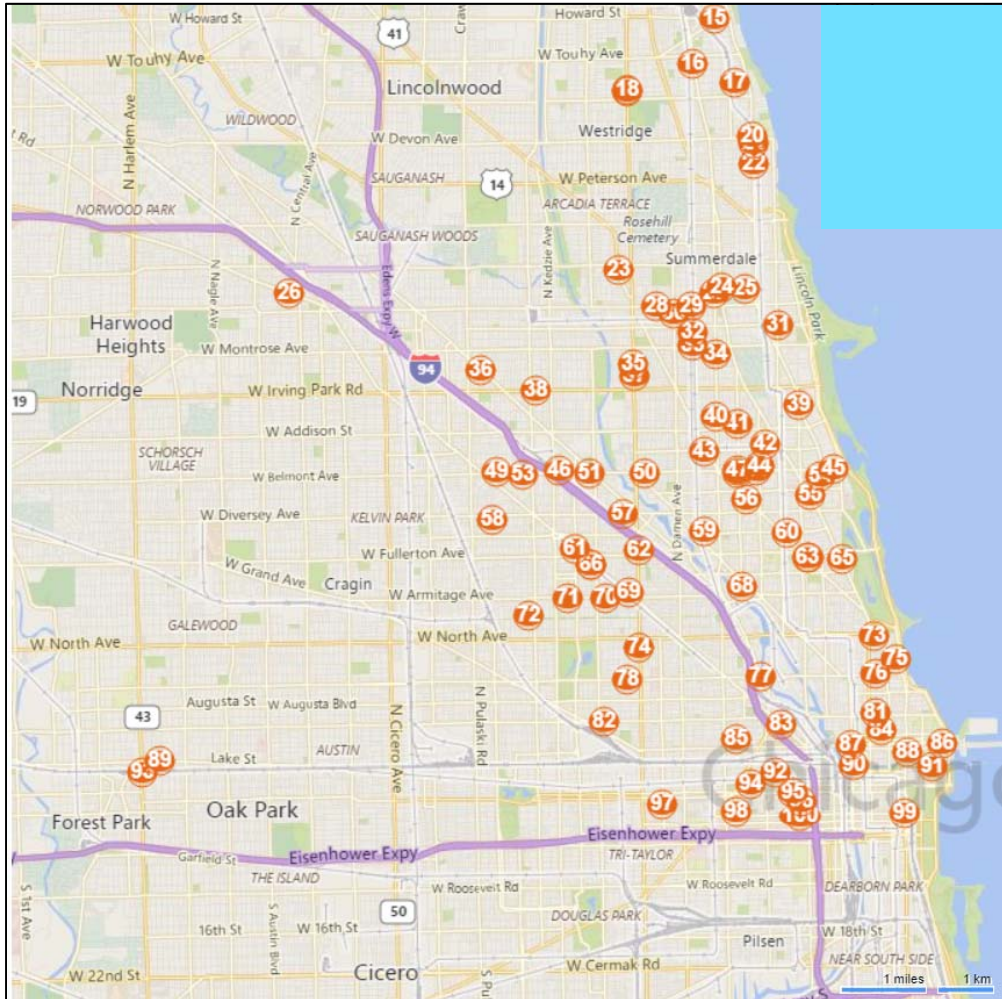 W Howard St
Howard St
15
41
Craw
W Touhy Ave
W Touhy Ave
16
17
Lincolnwood
18
WILDWOOD
Westridge
20
W Devon Ave
22
t Rd
N Harlem Ave
N Central Ave
SAUGANASH
14
W Peterson Ave
NORWOOD PARK
ARCADIA TERRACE
Rosehill
Cemetery
SAUGANASH WOODS
Summerdale
N Kedzie Ave
23
Lincoln Park
26
N Nagle Ave
Edens Expy W
24
25
28
29
31
Harwood
Heights
32
33
34
W Montrose Ave
94
36
35
37
Norridge
W Irving Park Rd
38
39
19
40
41
W Addison St
42
43
SCHORSCH
VILLAGE
W Belmont Ave
49
53
46
51
50
47
44
45
55
56
W Diversey Ave
KELVIN PARK
58
57
N Damen Ave
59
60
W Fullerton Ave
61
62
66
63
65
W Grand Ave
Cragin
68
W Armitage Ave
71
70
69
72
GALEWOOD
W North Ave
W North Ave
74
73
75
76
78
77
Augusta St
W Augusta Blvd
N Cicero Ave
N Pulaski Rd
43
82
81
83
84
85
87
86
88
AUSTIN
Lake St
89
93
90
91
92
94
95
Chicago
97
98
99
100
Oak Park
Forest Park
Eisenhower Expy
Eisenhower Expy
Garfield St
THE ISLAND
TRI-TAYLOR
W Roosevelt Rd
W Roosevelt Rd
DEARBORN PARK
S 1st Ave
S Austin Blvd
50
DOUGLAS PARK
16th St
W 16th St
W 18th St
Pilsen
NEAR SOUTH SIDE
W 22nd St
Cicero
S Pu
W Cermak Rd
1 miles
1 km